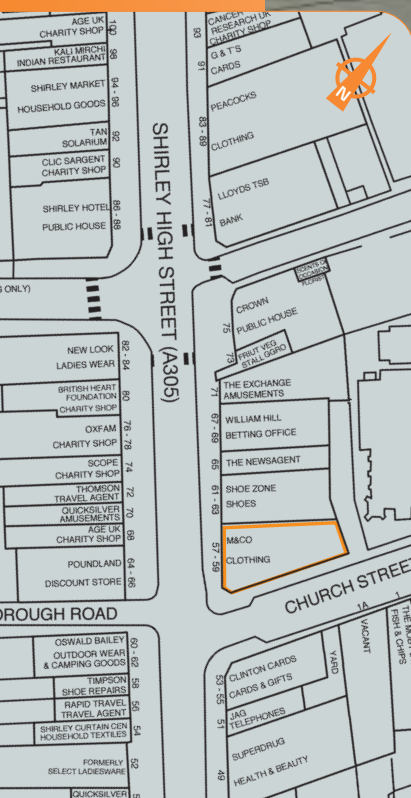 AGE UK
CHARITY SHOP
100
KALI MIRCHI
INDIAN RESTAURANT
98
SHIRLEY MARKET
HOUSEHOLD GOODS
94 - 96
TAN
SOLARIUM
92
CLIC SARGENT
CHARITY SHOP
90
SHIRLEY HOTEL
PUBLIC HOUSE
86 - 88
S ONLY)
NEW LOOK
LADIES WEAR
82 - 84
BRITISH HEART
FOUNDATION
CHARITY SHOP
80
OXFAM
CHARITY SHOP
76 - 78
SCOPE
CHARITY SHOP
74
THOMSON
TRAVEL AGENT
72
QUICKSILVER
AMUSEMENTS
70
AGE UK
CHARITY SHOP
68
POUNDLAND
DISCOUNT STORE
64 - 66
OROUGH ROAD
OSWALD BAILEY
OUTDOOR WEAR
& CAMPING GOODS
60 - 62
TIMPSON
SHOE REPAIRS
58
RAPID TRAVEL
TRAVEL AGENT
56
SHIRLEY CURTAIN CEN
HOUSEHOLD TEXTILES
54
FORMERLY
SELECT LADIESWARE
52
QUICKSILVER
SHIRLEY HIGH STREET (A305)
CANCER
RESEARCH UK
CHARITY SHOP
93
G & T'S
CARDS
91
PEACOCKS
CLOTHING
83 - 89
LLOYDS TSB
BANK
77 - 81
N
SCENTS OF
OCCASION
FLORIST
CROWN
PUBLIC HOUSE
75
FRIUT VEG
STALL GGRO
73
THE EXCHANGE
AMUSEMENTS
71
WILLIAM HILL
BETTING OFFICE
67 - 69
THE NEWSAGENT
65
SHOE ZONE
SHOES
61 - 63
M&CO
CLOTHING
57 - 59
CHURCH STREET
1A
1
VACANT
FISH & CHIPS
YARD
CLINTON CARDS
CARDS & GIFTS
53 - 55
JAG
TELEPHONES
51
SUPERDRUG
HEALTH & BEAUTY
49